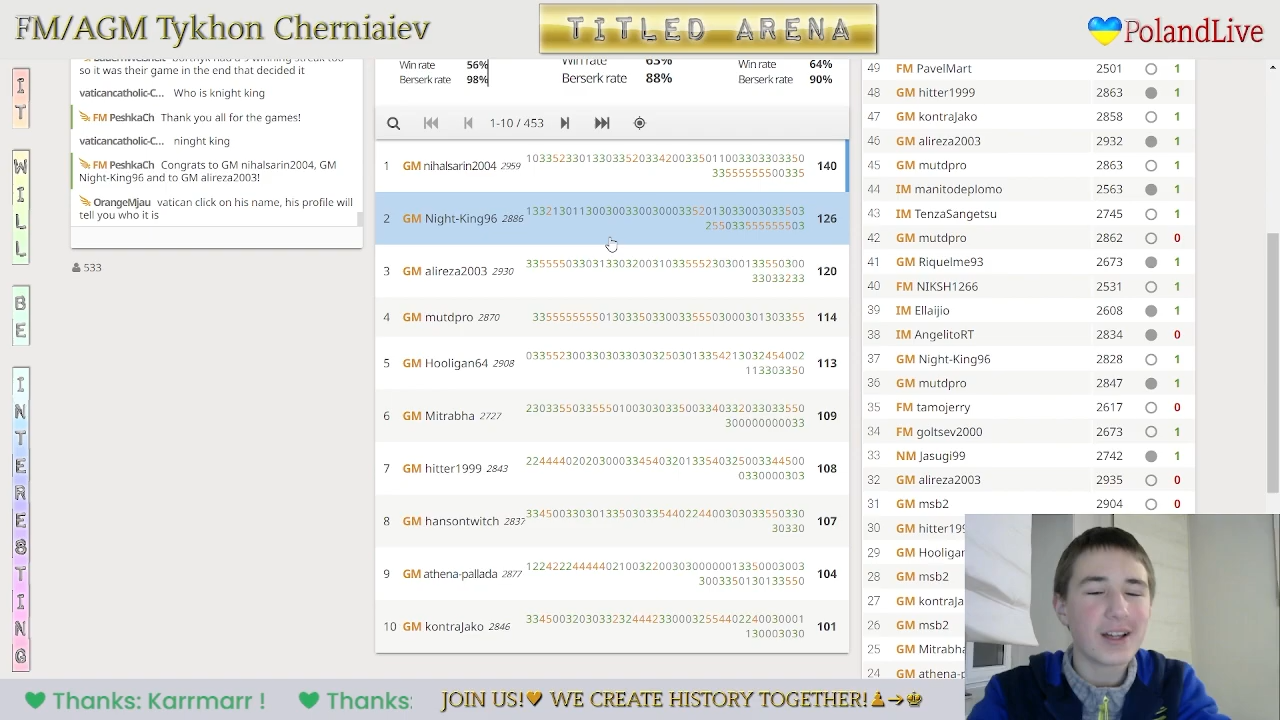 FM/AGM Tykhon Cherniaiev
TITLED ARENA
PolandLive
IT
WILL
BE
INTERESTING
so it was their game in the end that decided it
vaticancatholic-C... Who is knight king
FM PeshkaCh Thank you all for the games!
vaticancatholic-C... ninght king
FM PeshkaCh Congrats to GM nihalsarin2004, GM
Night-King96 and to GM alireza2003!
OrangeMjau vatican click on his name, his profile will
tell you who it is
533
Win rate 56%
Berserk rate 98%
Win rate 63%
Berserk rate 88%
Win rate 64%
Berserk rate 90%
1-10 / 453
1 GM nihalsarin2004 2959 140
2 GM Night-King96 2886 126
3 GM alireza2003 2930 120
4 GM mutdpro 2870 114
5 GM Hooligan64 2908 113
6 GM Mitrabha 2727 109
7 GM hitter1999 2843 108
8 GM hansontwitch 2837 107
9 GM athena-pallada 2877 104
10 GM kontraJako 2846 101
49 FM PavelMart 2501 1
48 GM hitter1999 2863 1
47 GM kontraJako 2858 1
46 GM alireza2003 2932 1
45 GM mutdpro 2863 1
44 IM manitodeplomo 2563 1
43 IM TenzaSangetsu 2745 1
42 GM mutdpro 2862 0
41 GM Riquelme93 2673 1
40 FM NIKSH1266 2531 1
39 IM Ellaijio 2608 1
38 IM AngelitoRT 2834 0
37 GM Night-King96 2828 1
36 GM mutdpro 2847 1
35 FM tamojerry 2617 0
34 FM goltsev2000 2673 1
33 NM Jasugi99 2742 1
32 GM alireza2003 2935 0
31 GM msb2 2904 0
30 GM hitter199
29 GM Hooligan
28 GM msb2
27 GM kontraJa
26 GM msb2
25 GM Mitrabha
24 GM athena-p
Thanks: Karrmarr !
Thanks:
JOIN US! WE CREATE HISTORY TOGETHER!